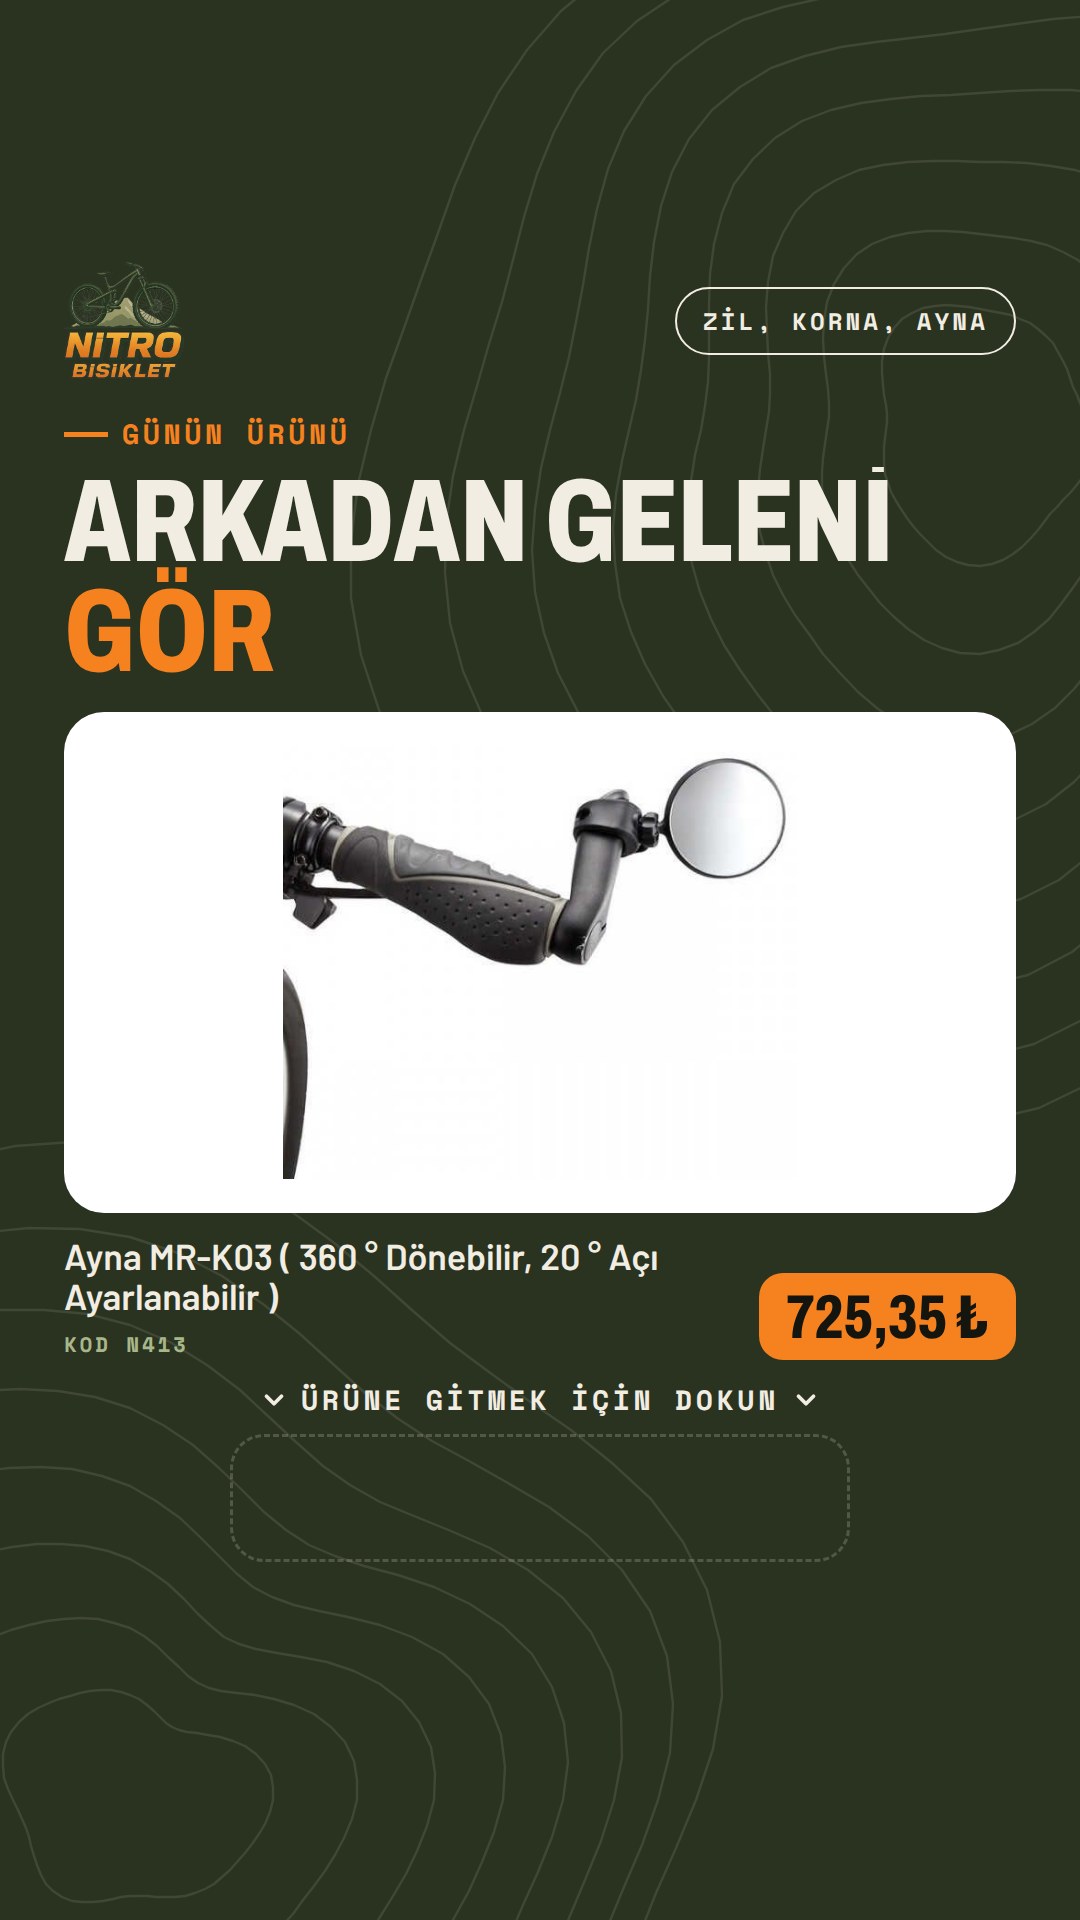 NiTRO
BiSiKLET
ZİL, KORNA, AYNA
GÜNÜN ÜRÜNÜ
ARKADAN GELENİ
GÖR
Ayna MR-K03 ( 360 ° Dönebilir, 20 ° Açı
Ayarlanabilir )
KOD N413
725,35 ₺
ÜRÜNE GİTMEK İÇİN DOKUN